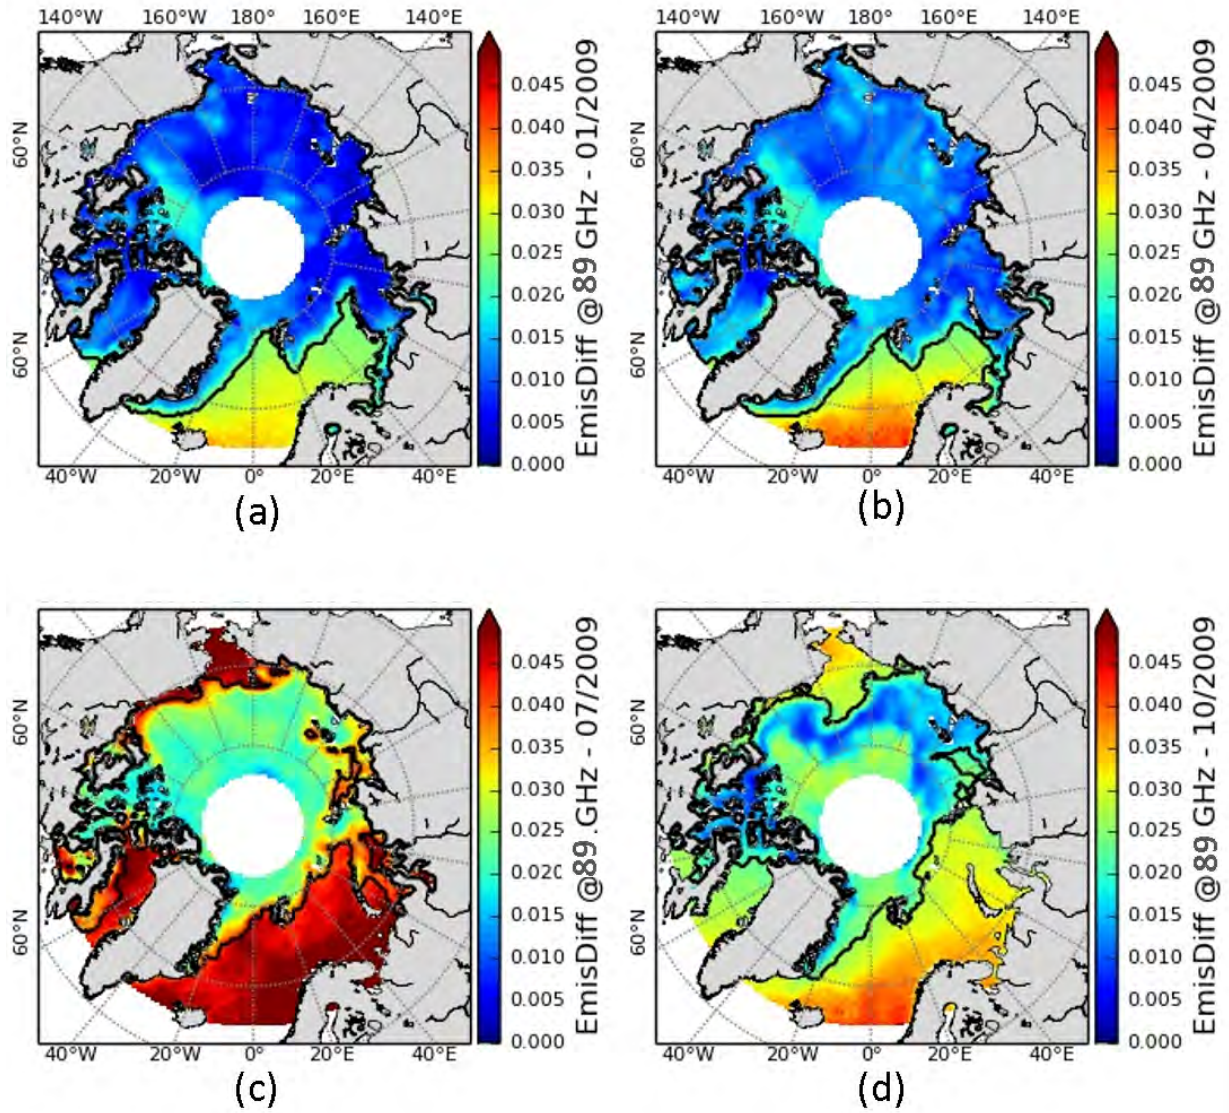 140°W 160°W 180° 160°E 140°E
60°N
60°N
40°W 20°W 0° 20°E 40°E
0.045
0.040
0.035
0.030
0.025
0.020
0.015
0.010
0.005
0.000
EmisDiff @89 GHz - 01/2009
(a)
140°W 160°W 180° 160°E 140°E
60°N
60°N
40°W 20°W 0° 20°E 40°E
0.045
0.040
0.035
0.030
0.025
0.020
0.015
0.010
0.005
0.000
EmisDiff @89 GHz - 04/2009
(b)
60°N
60°N
40°W 20°W 0° 20°E 40°E
0.045
0.040
0.035
0.030
0.025
0.020
0.015
0.010
0.005
0.000
EmisDiff @89 GHz - 07/2009
(c)
60°N
60°N
40°W 20°W 0° 20°E 40°E
0.045
0.040
0.035
0.030
0.025
0.020
0.015
0.010
0.005
0.000
EmisDiff @89 GHz - 10/2009
(d)